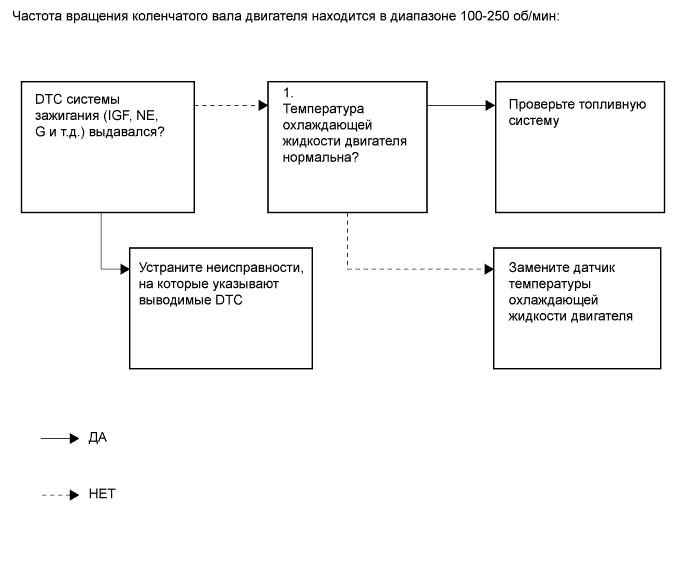 Частота вращения коленчатого вала двигателя находится в диапазоне 100-250 об/мин:
DTC системы
зажигания (IGF, NE,
G и т.д.) выдавался?
1.
Температура
охлаждающей
жидкости двигателя
нормальна?
Проверьте топливную
систему
Устраните неисправности,
на которые указывают
выводимые DTC
Замените датчик
температуры
охлаждающей
жидкости двигателя
ДА
НЕТ